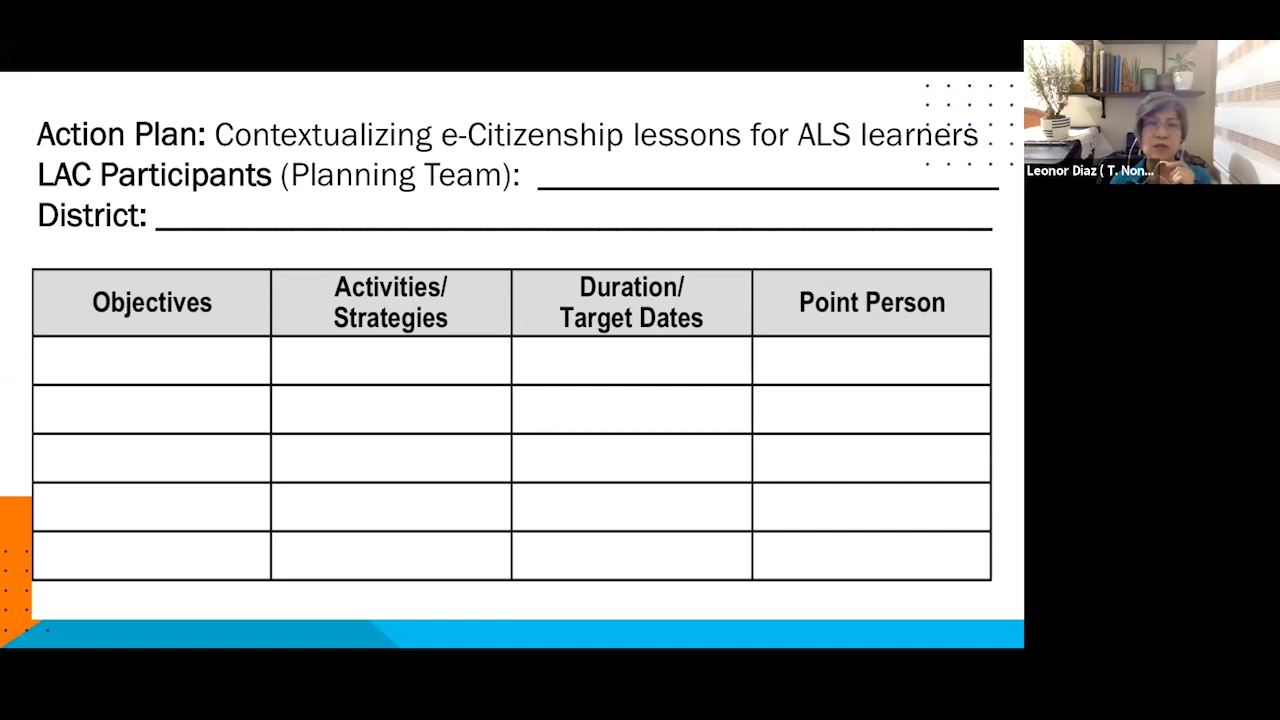 Action Plan: Contextualizing e-Citizenship lessons for ALS learners
LAC Participants (Planning Team):
District:
Objectives
Activities/
Strategies
Duration/
Target Dates
Point Person
Leonor Diaz ( T. Non...